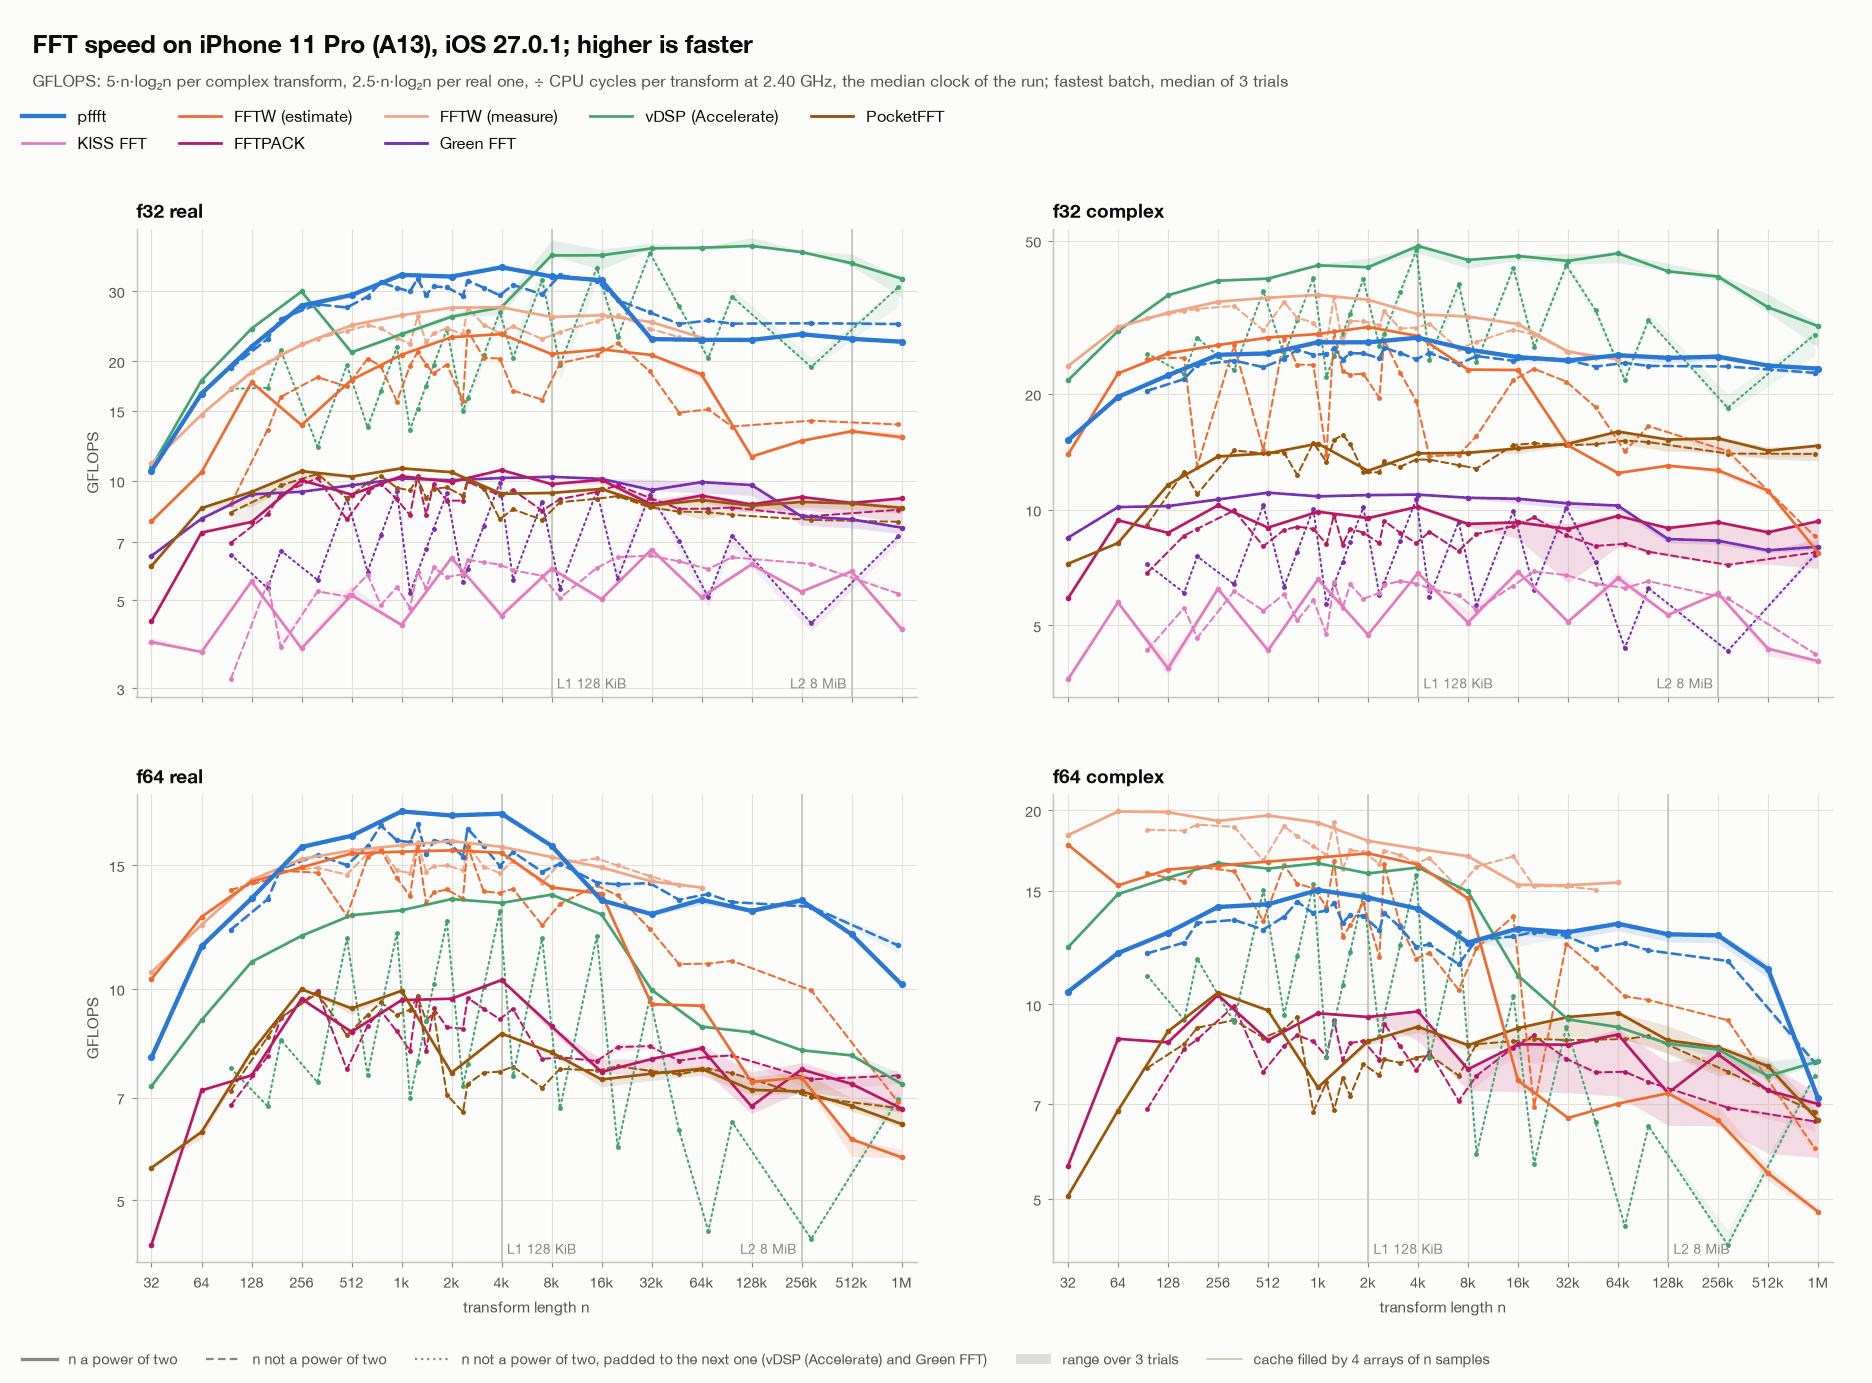 FFT speed on iPhone 11 Pro (A13), iOS 27.0.1; higher is faster
GFLOPS: 5·n·log₂n per complex transform, 2.5·n·log₂n per real one, ÷ CPU cycles per transform at 2.40 GHz, the median clock of the run; fastest batch, median of 3 trials
pffft FFTW (estimate) FFTW (measure) vDSP (Accelerate) PocketFFT
KISS FFT FFTPACK Green FFT
f32 real
30
20
15
10
7
5
3
GFLOPS
L1 128 KiB L2 8 MiB
f32 complex
50
20
10
5
L1 128 KiB L2 8 MiB
f64 real
15
10
7
5
GFLOPS
L1 128 KiB L2 8 MiB
32 64 128 256 512 1k 2k 4k 8k 16k 32k 64k 128k 256k 512k 1M
transform length n
f64 complex
20
15
10
7
5
L1 128 KiB L2 8 MiB
32 64 128 256 512 1k 2k 4k 8k 16k 32k 64k 128k 256k 512k 1M
transform length n
n a power of two n not a power of two n not a power of two, padded to the next one (vDSP (Accelerate) and Green FFT) range over 3 trials cache filled by 4 arrays of n samples